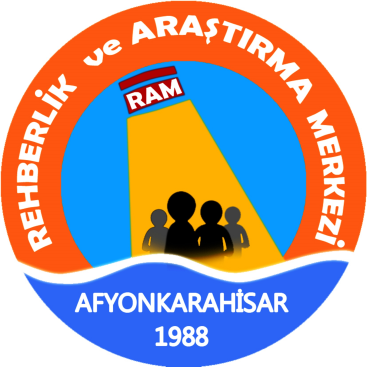 REHBERLİK ve ARAŞTIRMA MERKEZİ
RAM
AFYONKARAHİSAR
1988